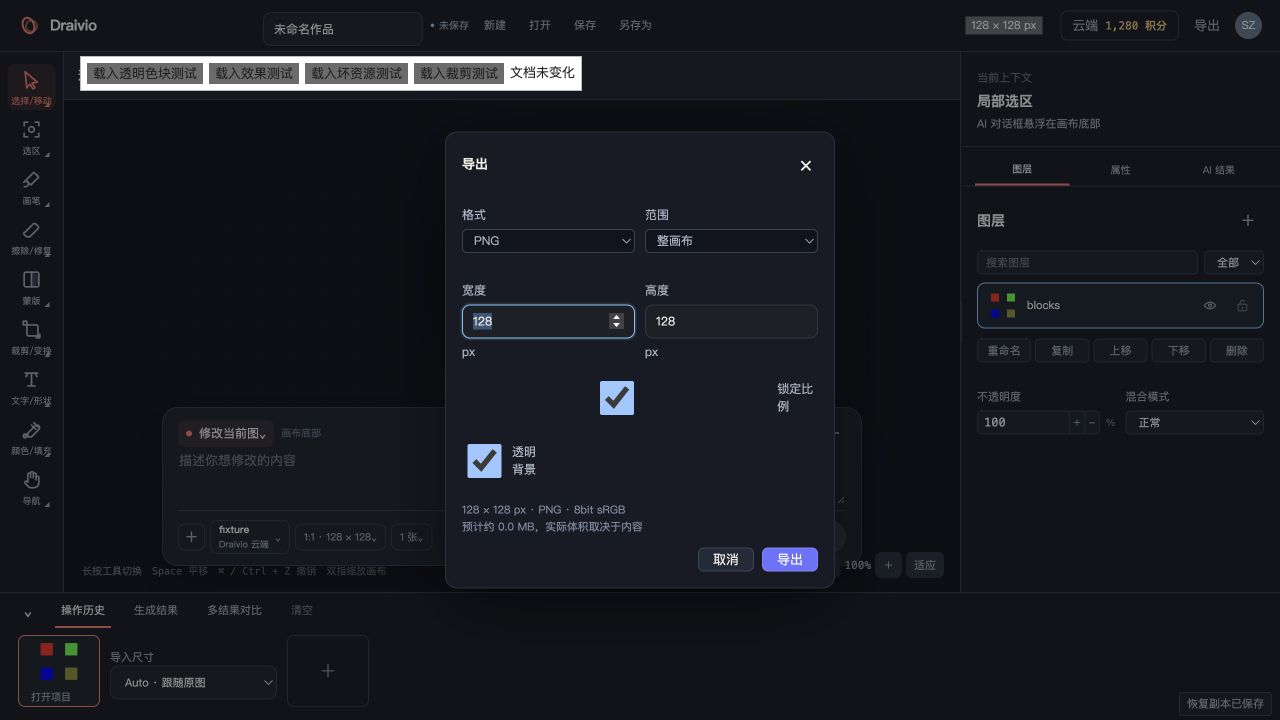 Draivio
未命名作品
• 未保存
新建
打开
保存
另存为
128 × 128 px
云端 1,280 积分
导出
SZ
载入透明色块测试
载入效果测试
载入坏资源测试
载入裁剪测试
文档未变化
选择/移动
选区
画笔
擦除/修复
蒙版
裁剪/变换
文字/形状
颜色/填充
导航
导出
格式
范围
PNG
整画布
宽度
高度
128
128
px
px
锁定比
例
透明
背景
128 × 128 px · PNG · 8bit sRGB
预计约 0.0 MB，实际体积取决于内容
取消
导出
修改当前图
画布底部
描述你想修改的内容
fixture
Draivio 云端
1:1 · 128 × 128
1 张
长按工具切换 Space 平移 ⌘ / Ctrl + Z 撤销 双指缩放画布
100%
适应
当前上下文
局部选区
AI 对话框悬浮在画布底部
图层
属性
AI 结果
图层
搜索图层
全部
blocks
重命名
复制
上移
下移
删除
不透明度
混合模式
100
%
正常
操作历史
生成结果
多结果对比
清空
打开项目
导入尺寸
Auto · 跟随原图
恢复副本已保存